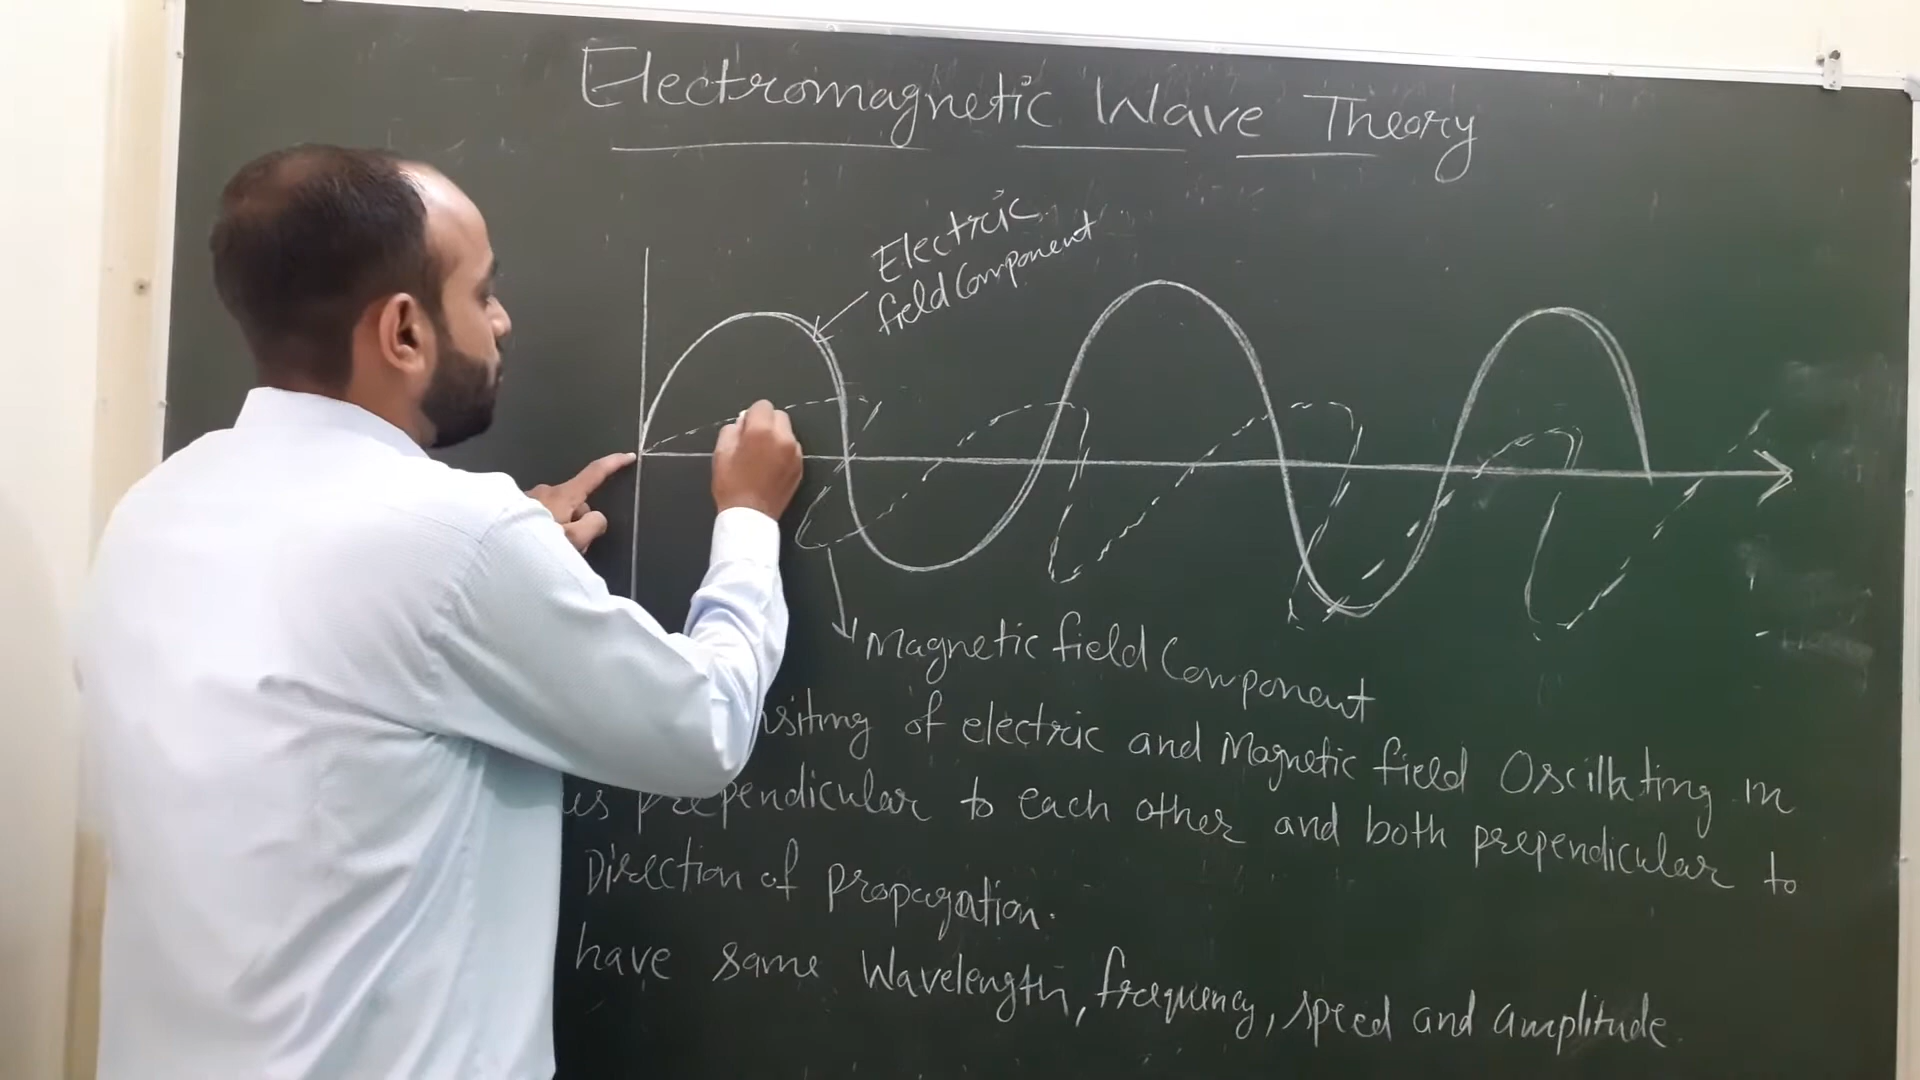 Electromagnetic Wave Theory
Electric
field Component
Magnetic field Component
of electric and Magnetic field Oscillating in
prependicular to each other and both prependicular to
Direction of propagation.
have same Wavelength, frequency, speed and amplitude.